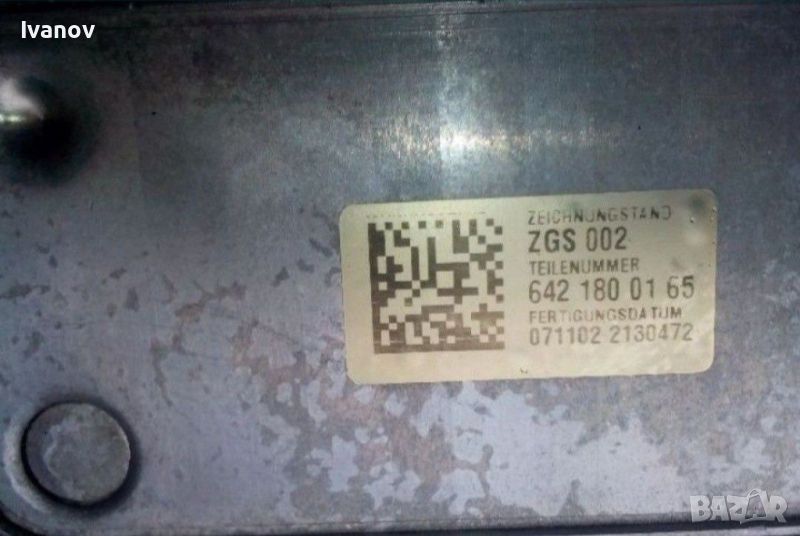 Ivanov
ZEICHNUNGSTAND
ZGS 002
TEILENUMMER
642 180 01 65
FERTIGUNGSDATUM
071102 2130472
BAZAR